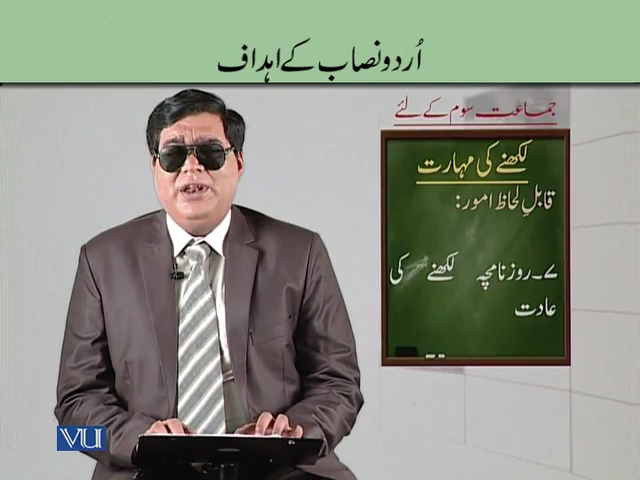 اُردو نصاب کے اہداف
جماعت سوم کے لئے
لکھنے کی مہارت
قابلِ لحاظ امور:
۷۔روزنامچہ لکھنے کی
عادت
VU